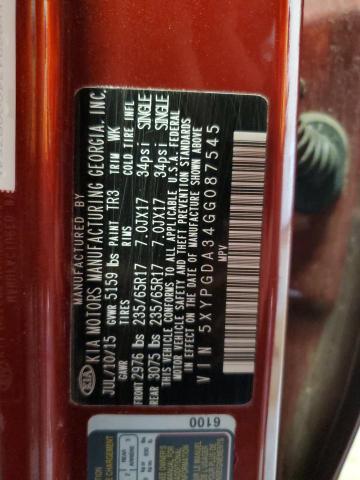 MANUFACTURED BY
KIA KIA MOTORS MANUFACTURING GEORGIA, INC.
JUL/10/15 GVWR 5159 lbs PAINT TR3 TRIM WK
GAWR TIRES RIMS COLD TIRE INFL
FRONT 2976 lbs 235/65R17 7.0JX17 34psi SINGLE
REAR 3075 lbs 235/65R17 7.0JX17 34psi SINGLE
THIS VEHICLE CONFORMS TO ALL APPLICABLE U.S.A. FEDERAL
MOTOR VEHICLE SAFETY AND THEFT PREVENTION STANDARDS
IN EFFECT ON THE DATE OF MANUFACTURE SHOWN ABOVE
VIN 5XYPGDA34GG087545
MPV
6100